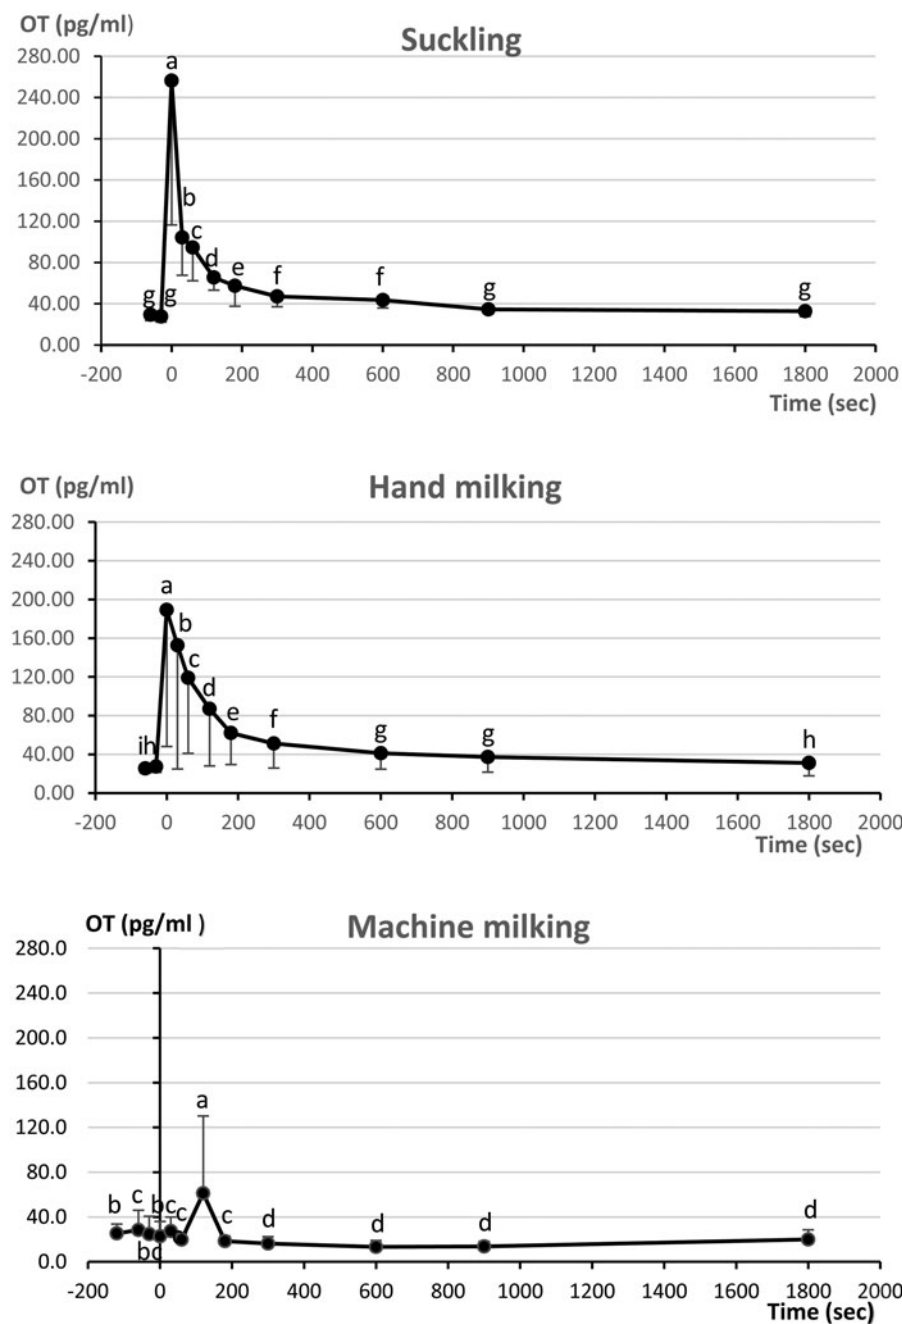 OT (pg/ml)
Suckling
280.00
a
240.00
200.00
160.00
b
120.00
c
80.00
d
e
f
f
g
g
40.00
g
g
0.00
-200
0
200
400
600
800
1000
1200
1400
1600
1800
2000
Time (sec)
OT (pg/ml)
Hand milking
280.00
240.00
a
200.00
b
160.00
c
120.00
d
80.00
e
f
g
g
h
40.00
ih
0.00
-200
0
200
400
600
800
1000
1200
1400
1600
1800
2000
Time (sec)
OT (pg/ml )
Machine milking
280.0
240.0
200.0
160.0
a
120.0
80.0
b
c
bc
c
c
d
d
d
d
40.0
bc
0.0
-200
0
200
400
600
800
1000
1200
1400
1600
1800
2000
Time (sec)